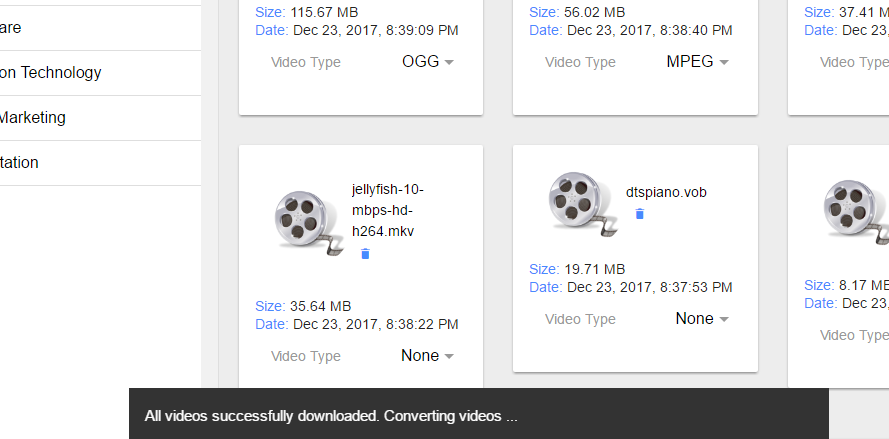 are
on Technology
Marketing
tation
Size: 115.67 MB
Date: Dec 23, 2017, 8:39:09 PM
Video Type OGG
Size: 56.02 MB
Date: Dec 23, 2017, 8:38:40 PM
Video Type MPEG
Size: 37.41 M
Date: Dec 23,
Video Type
jellyfish-10-
mbps-hd-
h264.mkv
Size: 35.64 MB
Date: Dec 23, 2017, 8:38:22 PM
Video Type None
dtspiano.vob
Size: 19.71 MB
Date: Dec 23, 2017, 8:37:53 PM
Video Type None
Size: 8.17 MB
Date: Dec 23,
Video Type
All videos successfully downloaded. Converting videos ...